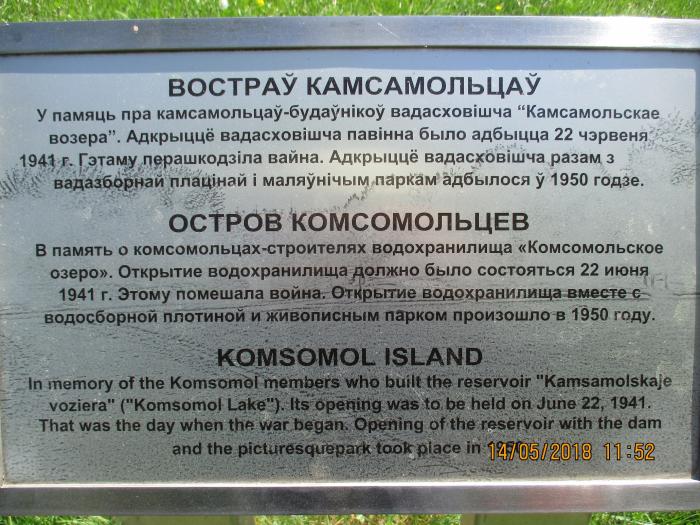 ВОСТРАЎ КАМСАМОЛЬЦАЎ
У памяць пра камсамольцаў-будаўнікоў вадасховішча “Камсамольскае
возера”. Адкрыццё вадасховішча павінна было адбыцца 22 чэрвеня
1941 г. Гэтаму перашкодзіла вайна. Адкрыццё вадасховішча разам з
вадазборнай плацінай і маляўнічым паркам адбылося ў 1950 годзе.
ОСТРОВ КОМСОМОЛЬЦЕВ
В память о комсомольцах-строителях водохранилища «Комсомольское
озеро». Открытие водохранилища должно было состояться 22 июня
1941 г. Этому помешала война. Открытие водохранилища вместе с
водосборной плотиной и живописным парком произошло в 1950 году.
KOMSOMOL ISLAND
In memory of the Komsomol members who built the reservoir "Kamsamolskaje
voziera" ("Komsomol Lake"). Its opening was to be held on June 22, 1941.
That was the day when the war began. Opening of the reservoir with the dam
and the picturesquepark took place in
14/05/2018 11:52